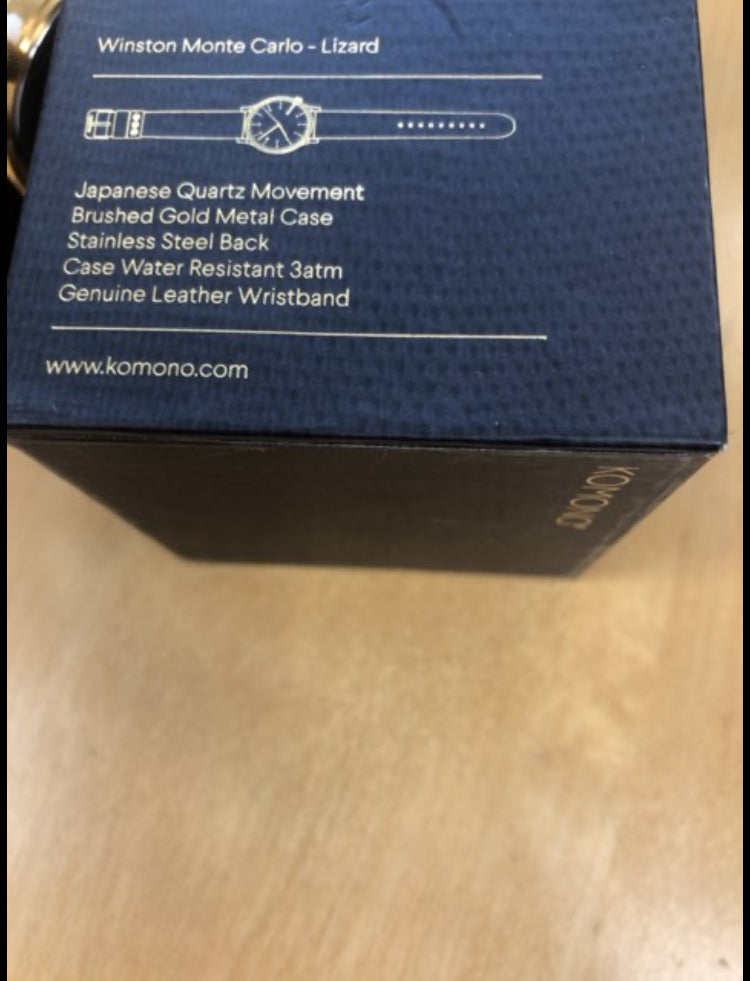 Winston Monte Carlo - Lizard
Japanese Quartz Movement
Brushed Gold Metal Case
Stainless Steel Back
Case Water Resistant 3atm
Genuine Leather Wristband
www.komono.com
KOMONO